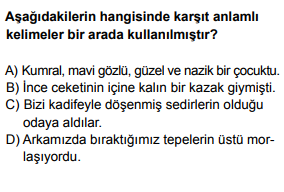 Aşağıdakilerin hangisinde karşıt anlamlı
kelimeler bir arada kullanılmıştır?
A) Kumral, mavi gözlü, güzel ve nazik bir çocuktu.
B) İnce ceketinin içine kalın bir kazak giymişti.
C) Bizi kadifeyle döşenmiş sedirlerin olduğu
odaya aldılar.
D) Arkamızda bıraktığımız tepelerin üstü mor-
laşıyordu.